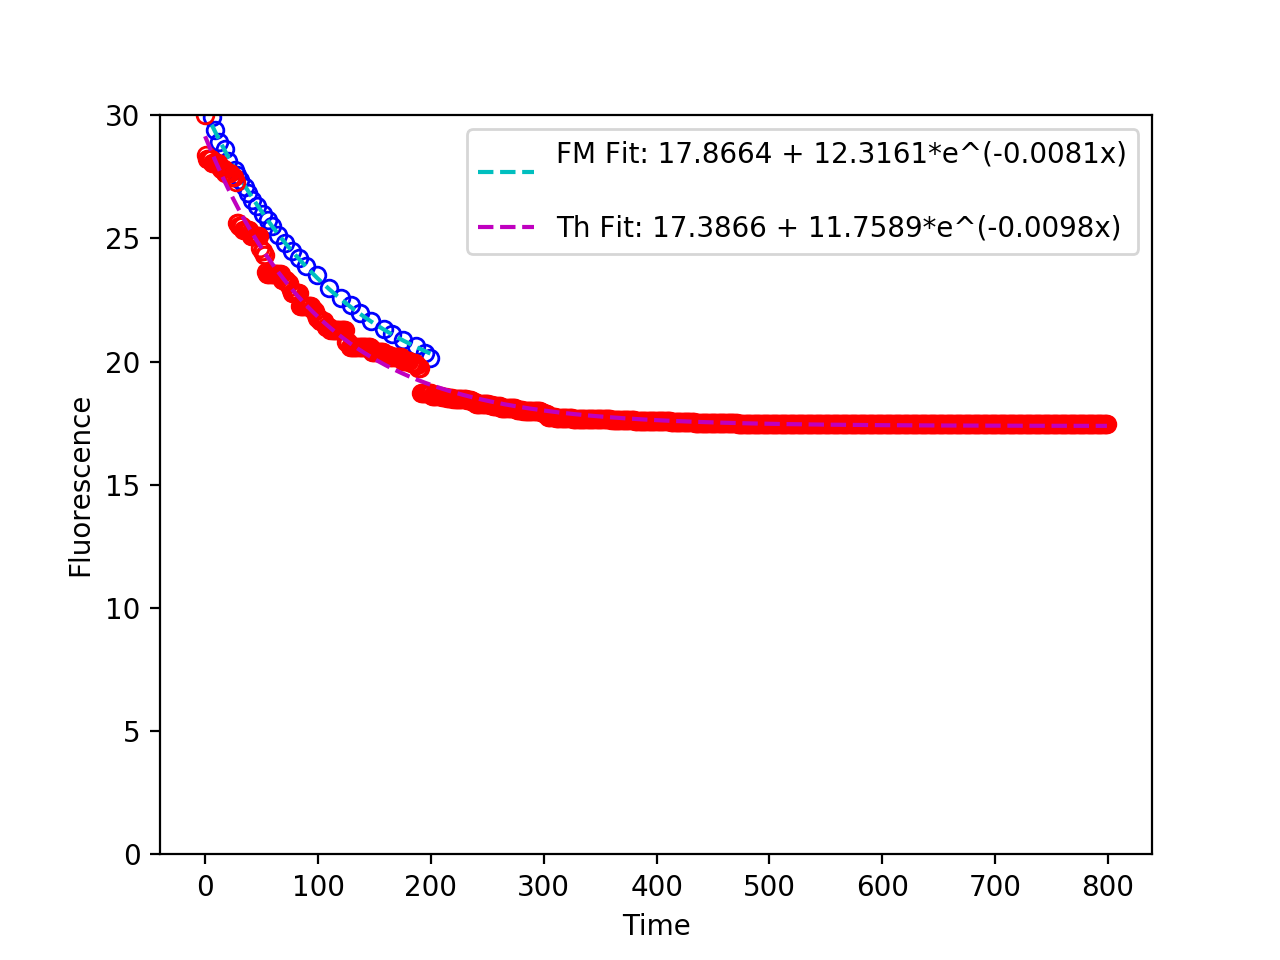 30
25
20
15
10
5
0
Fluorescence
FM Fit: 17.8664 + 12.3161*e^(-0.0081x)
Th Fit: 17.3866 + 11.7589*e^(-0.0098x)
0 100 200 300 400 500 600 700 800
Time